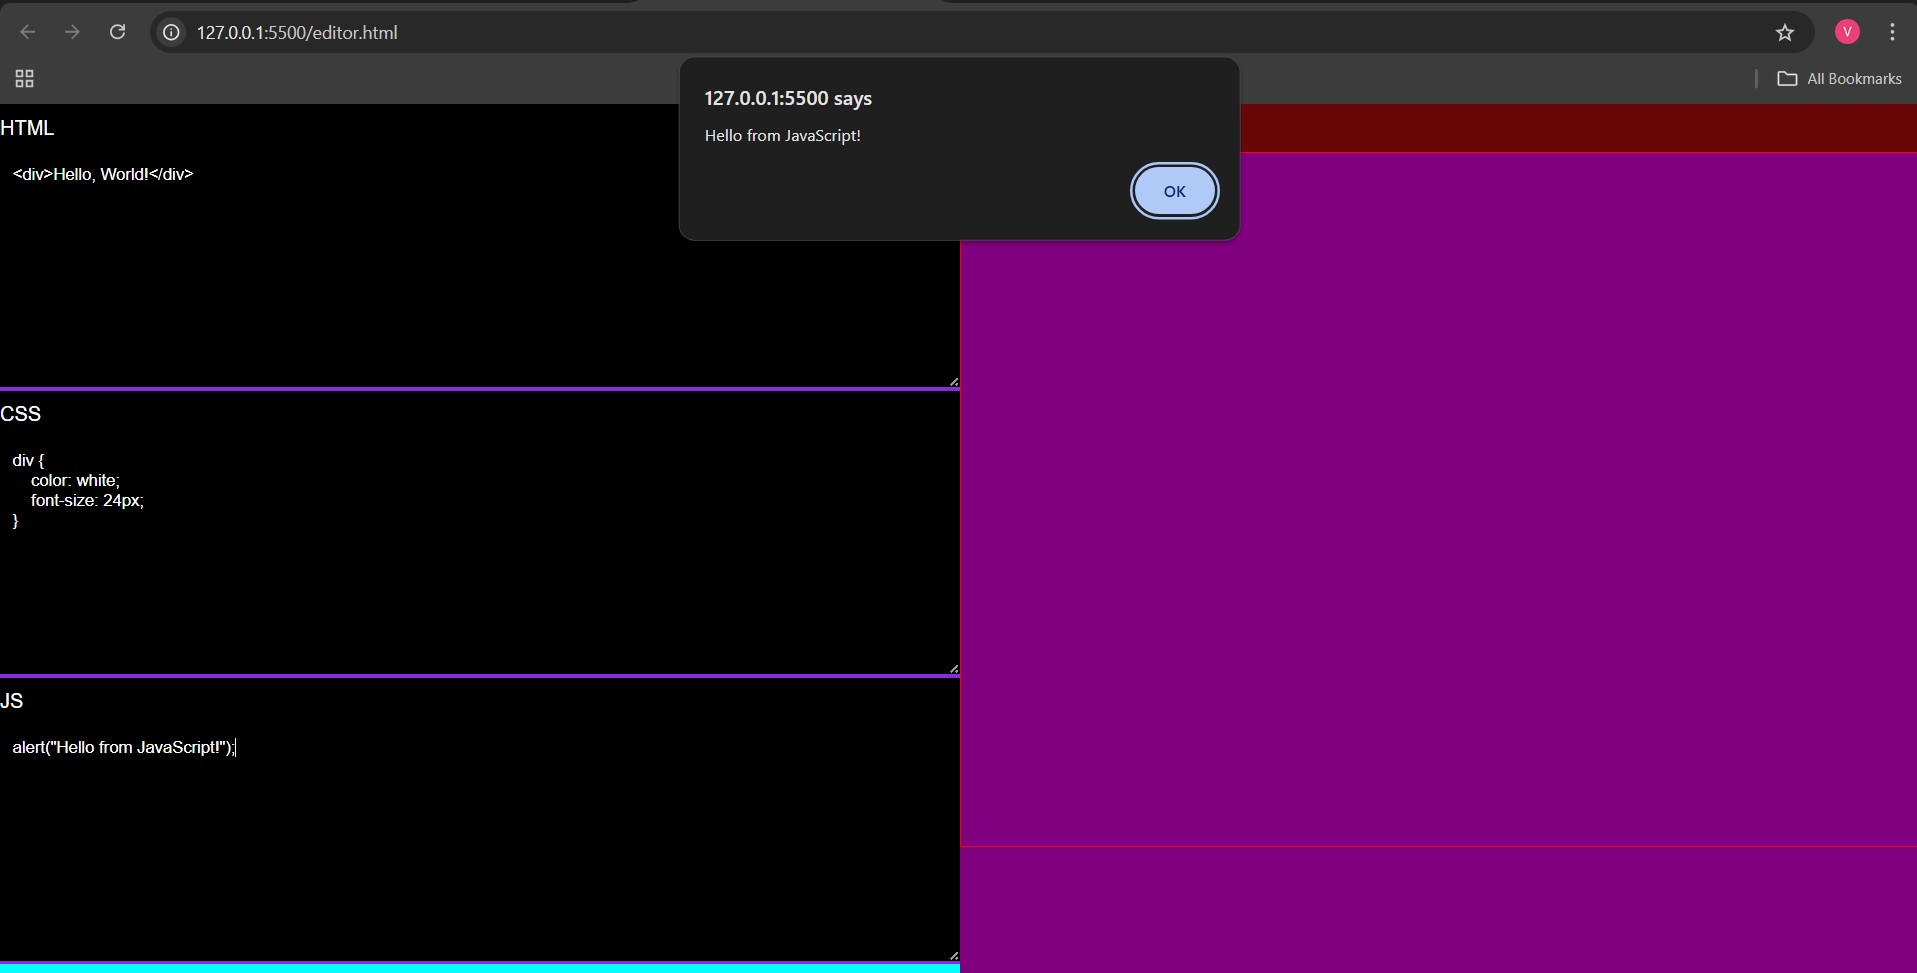 127.0.0.1:5500/editor.html
V
All Bookmarks
127.0.0.1:5500 says
Hello from JavaScript!
OK
HTML
<div>Hello, World!</div>
CSS
div {
    color: white;
    font-size: 24px;
}
JS
alert("Hello from JavaScript!");